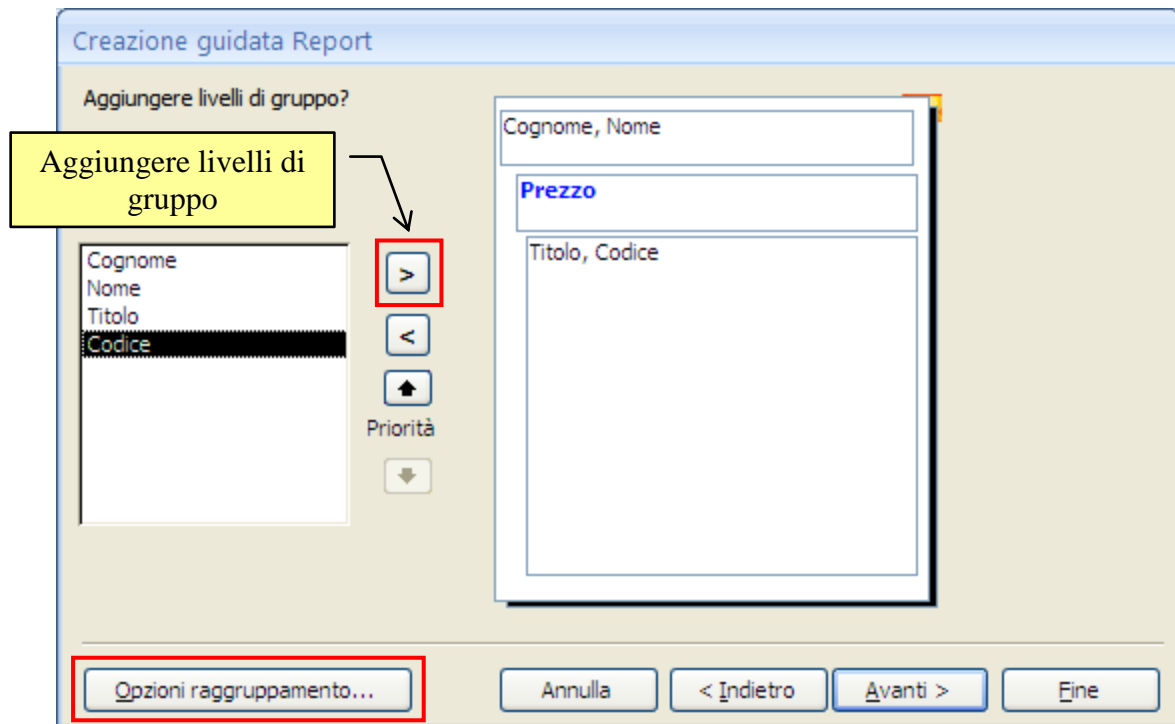 Creazione guidata Report
Aggiungere livelli di gruppo?
Aggiungere livelli di
gruppo
Cognome
Nome
Titolo
Codice
>
<
Priorità
Cognome, Nome
Prezzo
Titolo, Codice
Opzioni raggruppamento...
Annulla
< Indietro
Avanti >
Fine